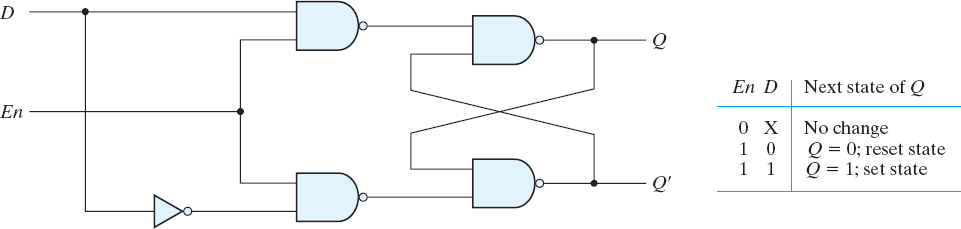 D
Q
En
Q'
En D Next state of Q
0 X No change
1 0 Q = 0; reset state
1 1 Q = 1; set state